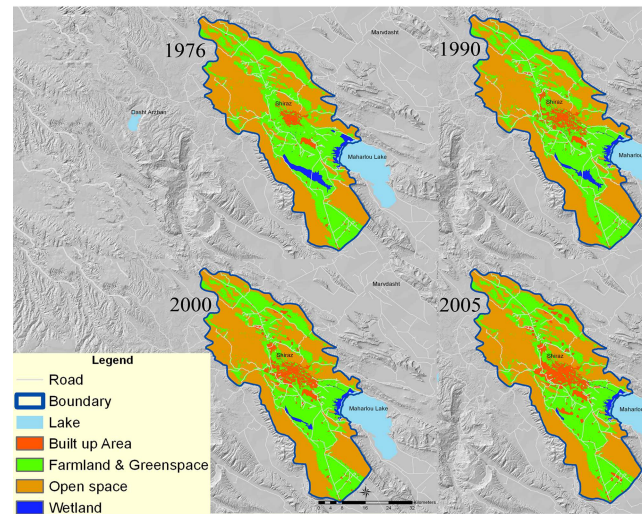 Marvdasht
1976
1990
Shiraz
Shiraz
Dasht Arzhan
Maharlou Lake
Maharlou
Marvdasht
2000
2005
Shiraz
Shiraz
Maharlou Lake
Maharlou
Legend
Road
Boundary
Lake
Built up Area
Farmland & Greenspace
Open space
Wetland